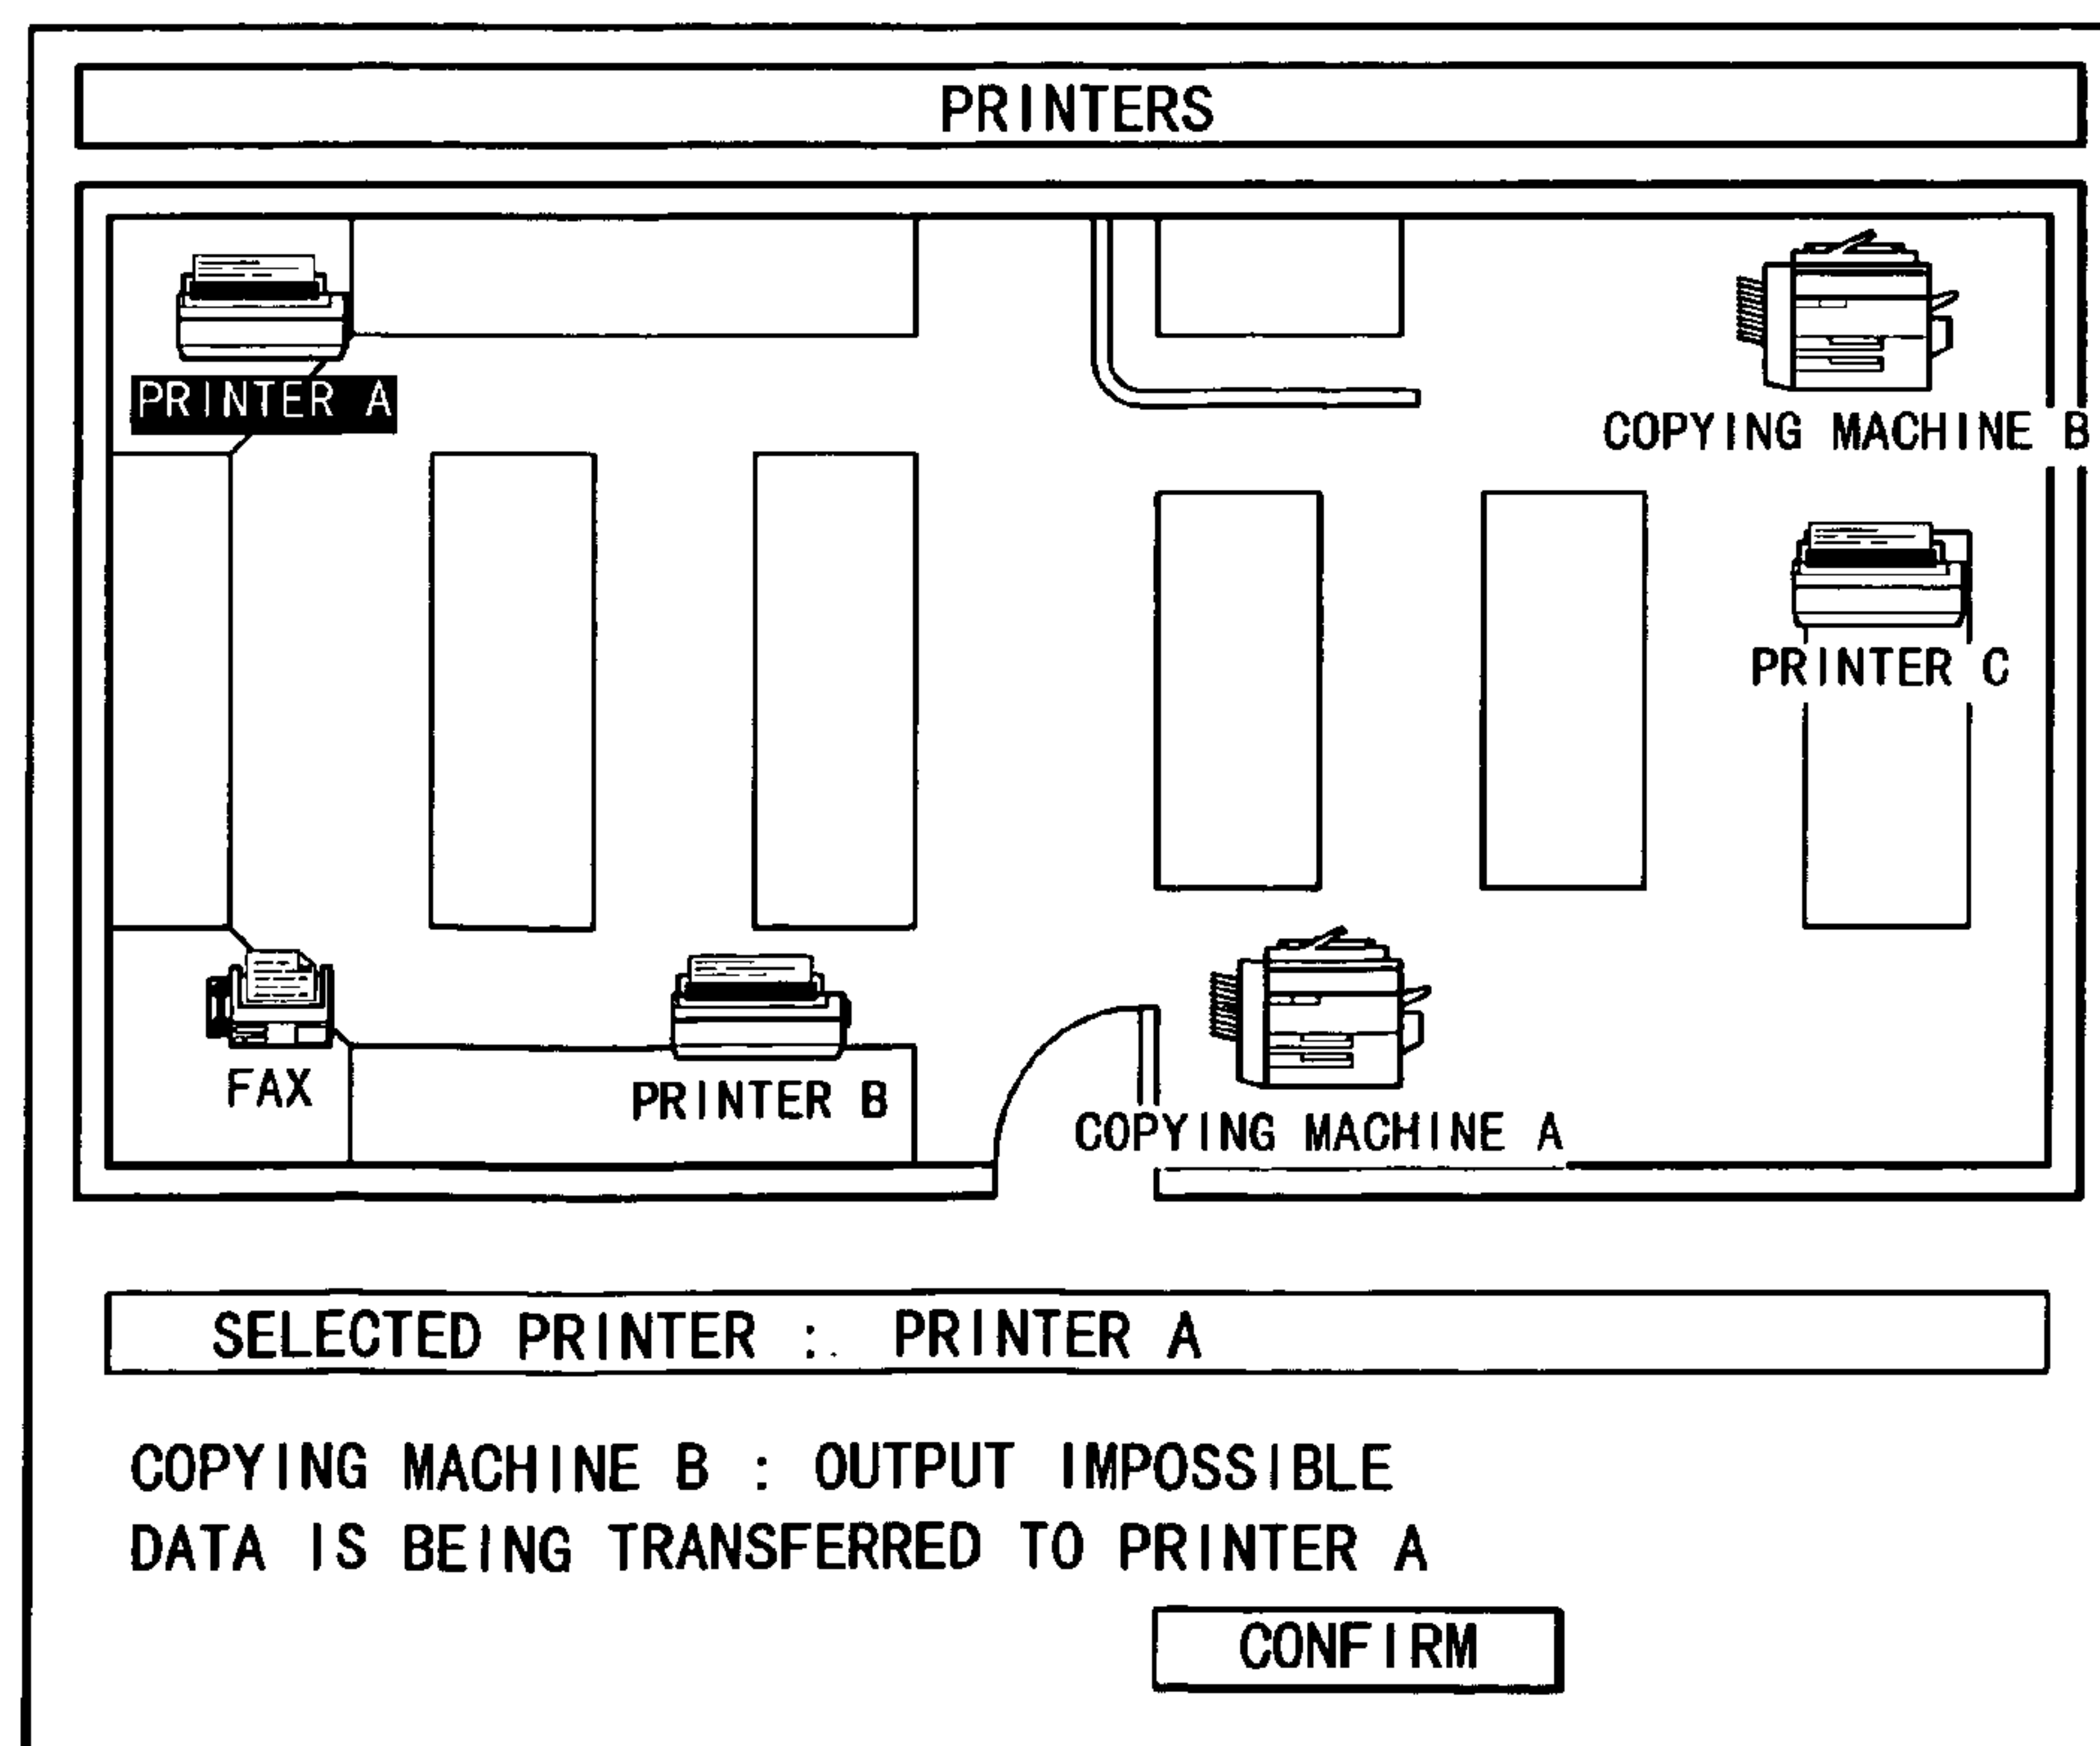 PRINTERS
PRINTER A
COPYING MACHINE B
PRINTER C
FAX
PRINTER B
COPYING MACHINE A
SELECTED PRINTER : PRINTER A
COPYING MACHINE B : OUTPUT IMPOSSIBLE
DATA IS BEING TRANSFERRED TO PRINTER A
CONFIRM